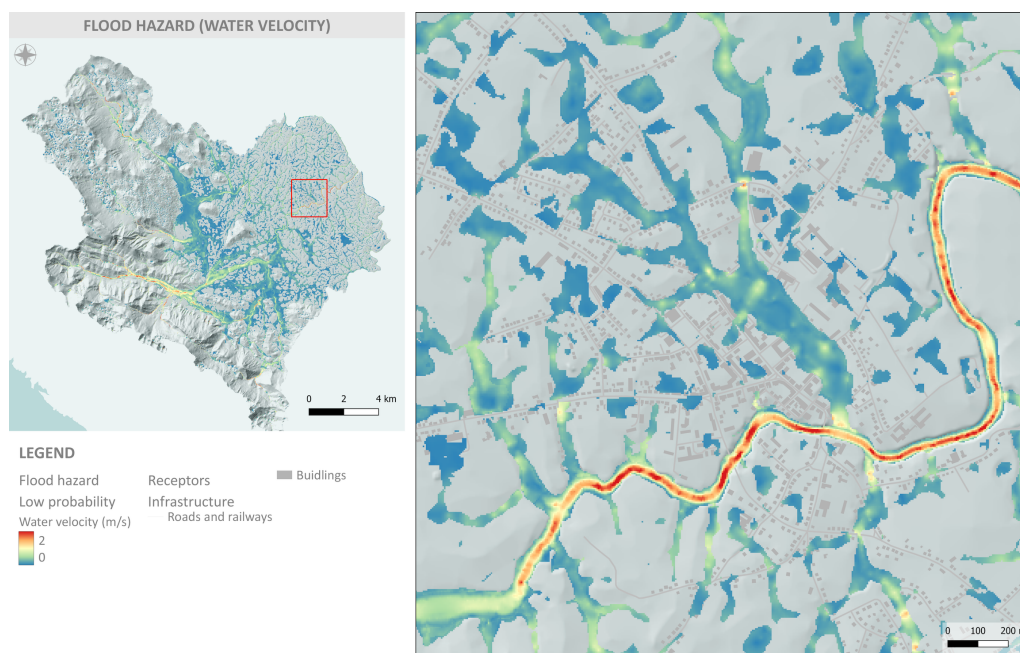 FLOOD HAZARD (WATER VELOCITY)
0 2 4 km
LEGEND
Flood hazard
Low probability
Water velocity (m/s)
2
0
Receptors
Infrastructure
Roads and railways
Buidlings
0 100 200